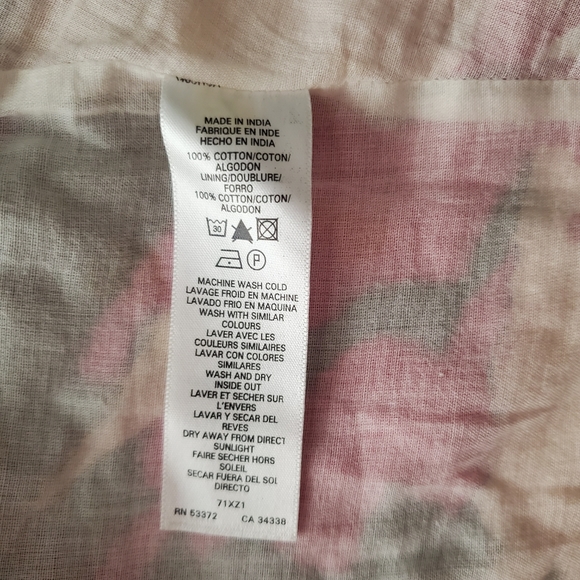 MADE IN INDIA
FABRIQUE EN INDE
HECHO EN INDIA
100% COTTON/COTON/
ALGODON
LINING/DOUBLURE/
FORRO
100% COTTON/COTON/
ALGODON
30
P
MACHINE WASH COLD
LAVAGE FROID EN MACHINE
LAVADO FRIO EN MAQUINA
WASH WITH SIMILAR
COLOURS
LAVER AVEC LES
COULEURS SIMILAIRES
LAVAR CON COLORES
SIMILARES
WASH AND DRY
INSIDE OUT
LAVER ET SECHER SUR
L'ENVERS
LAVAR Y SECAR DEL
REVES
DRY AWAY FROM DIRECT
SUNLIGHT
FAIRE SECHER HORS
SOLEIL
SECAR FUERA DEL SOL
DIRECTO
71XZ1
RN 53372 CA 34338